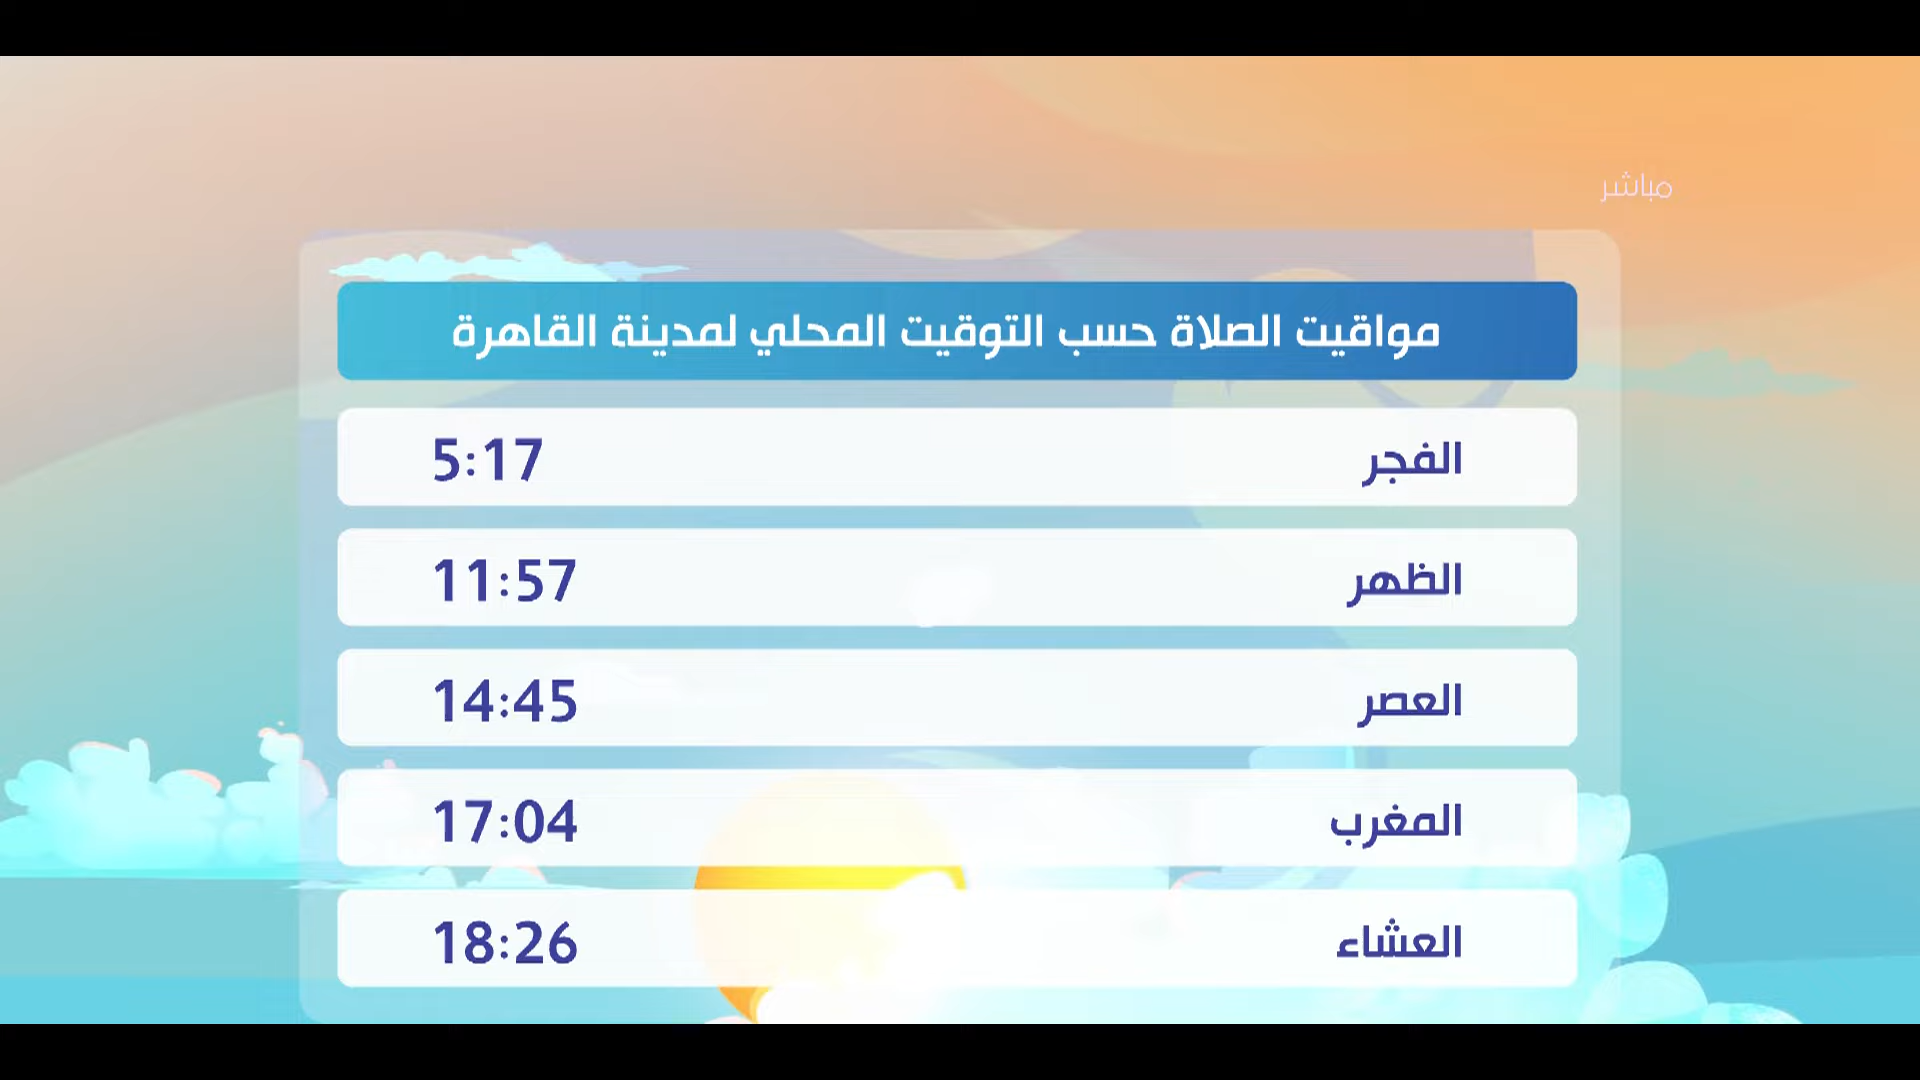 مباشر
مواقيت الصلاة حسب التوقيت المحلي لمدينة القاهرة
الفجر 5:17
الظهر 11:57
العصر 14:45
المغرب 17:04
العشاء 18:26